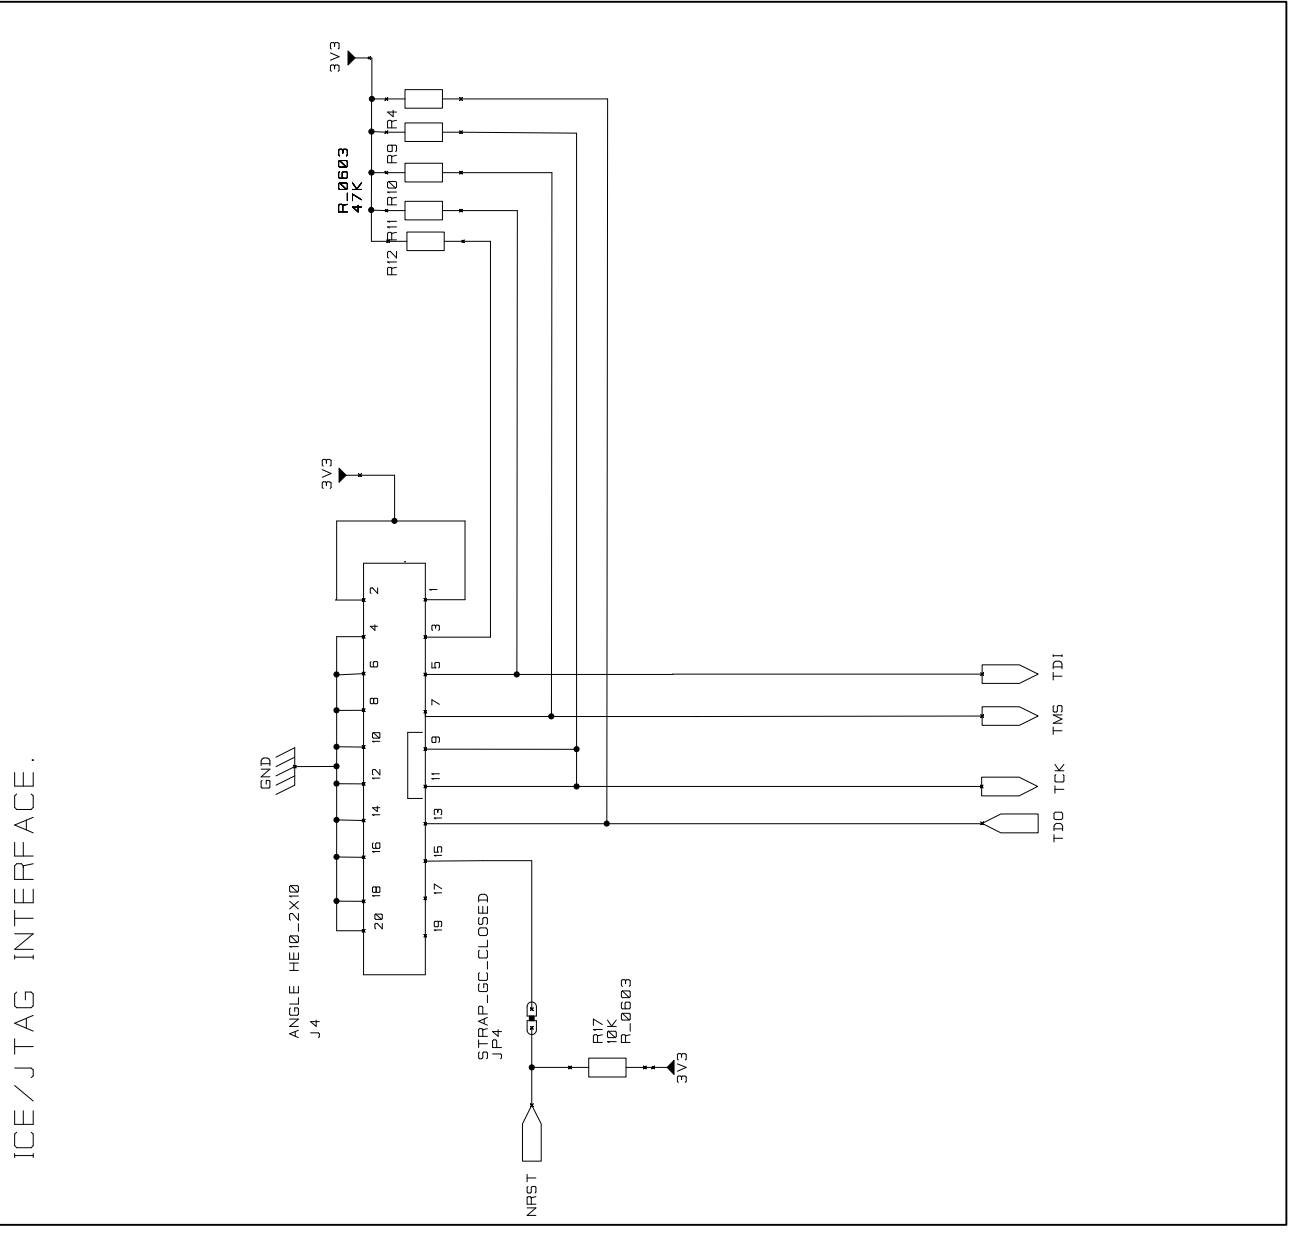 ICE/JTAG INTERFACE.
3V3
R_0603
47K
R4
R9
R10
R11
R12
3V3
2
1
4
3
6
5
8
7
10
9
12
11
14
13
16
15
18
17
20
19
GND
ANGLE HE10_2X10
J4
TDI
TMS
TCK
TDO
STRAP_GC_CLOSED
JP4
R17
10K
R_0603
3V3
NRST